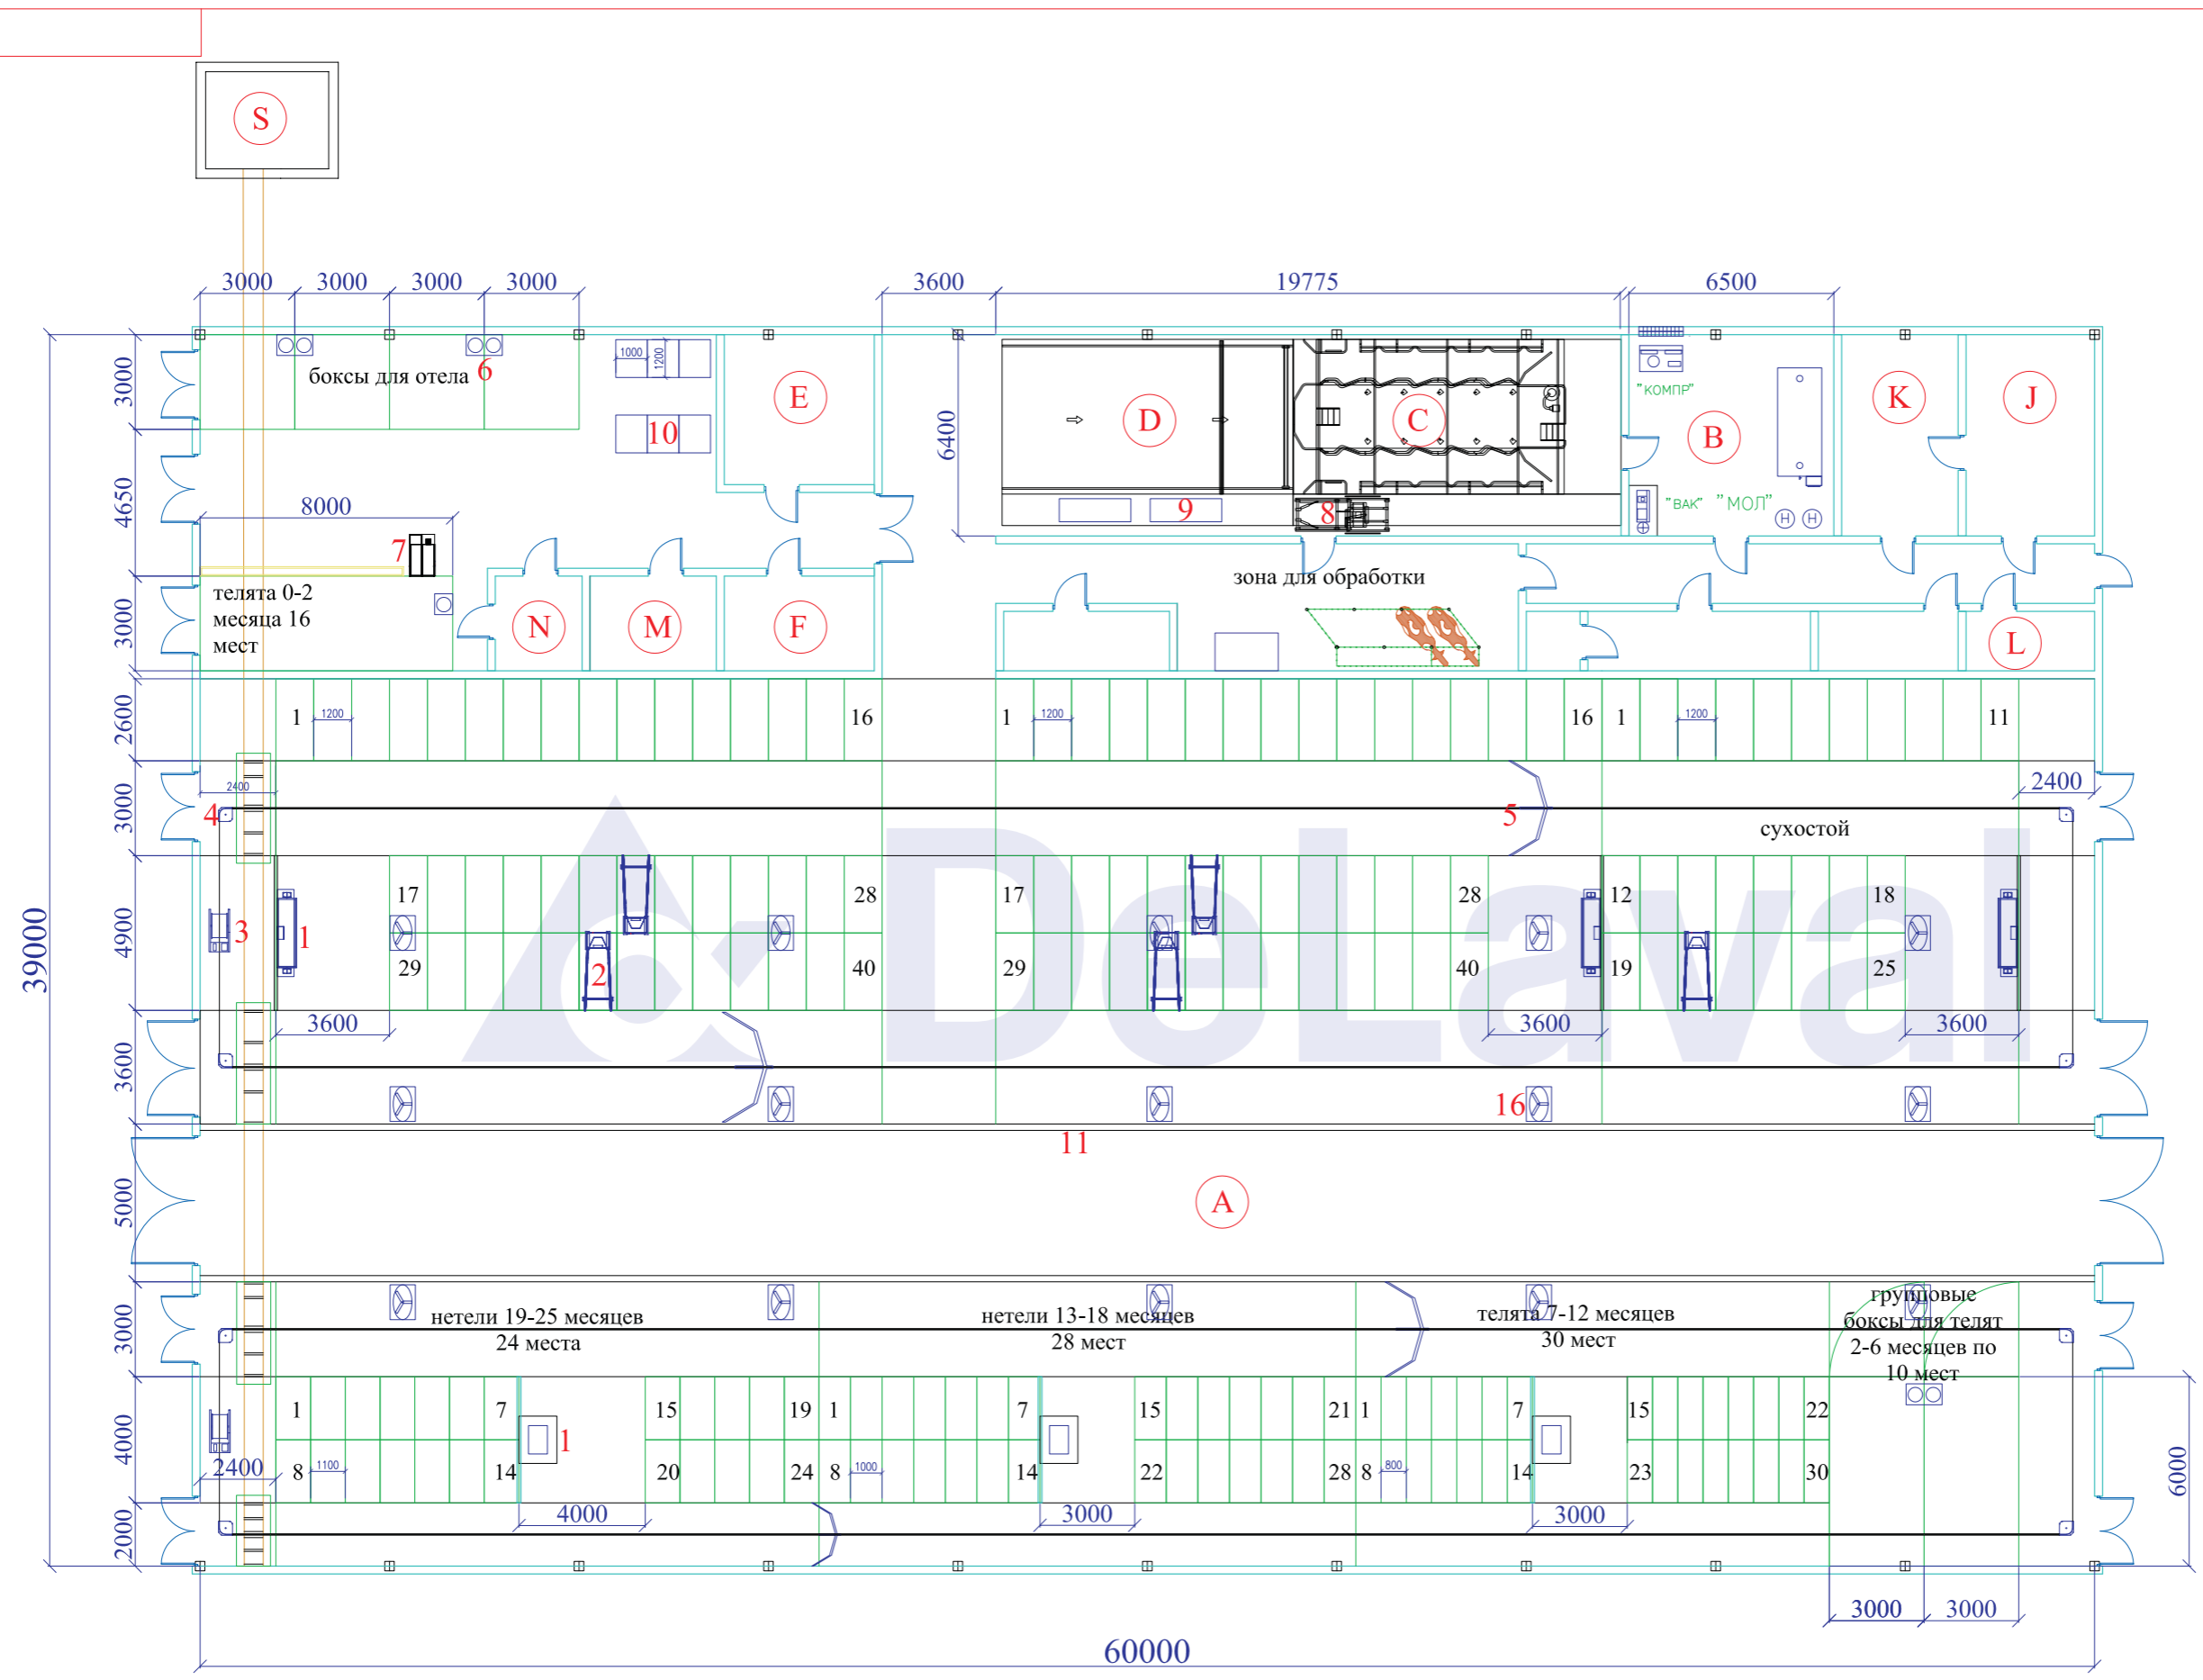 S
3000 3000 3000 3000 3600 19775 6500
боксы для отела 6
1000
1200
10
E
D
C
"КОМПР"
B
K
J
3000
6400
4650
8000
7
9
8
"ВАК" "МОЛ"
H H
телята 0-2
месяца 16
мест
3000
N
M
F
зона для обработки
L
2600
1 1200 16 1 1200 16 1 1200 11
3000
2400
4
5
сухостой
2400
39000
4900
17 28 17 28 12 18
3
1
2
29 40 29 40 19 25
DeLaval
3600
3600
3600
3600
16
11
5000
A
3000
нетели 19-25 месяцев
24 места
нетели 13-18 месяцев
28 мест
телята 7-12 месяцев
30 мест
групповые
боксы для телят
2-6 месяцев по
10 мест
4000
1 7 15 19 1 7 15 21 1 7 15 22
1
2400
8 1100 14 20 24 8 1000 14 22 28 8 800 14 23 30
6000
2000
4000
3000
3000
3000 3000
60000